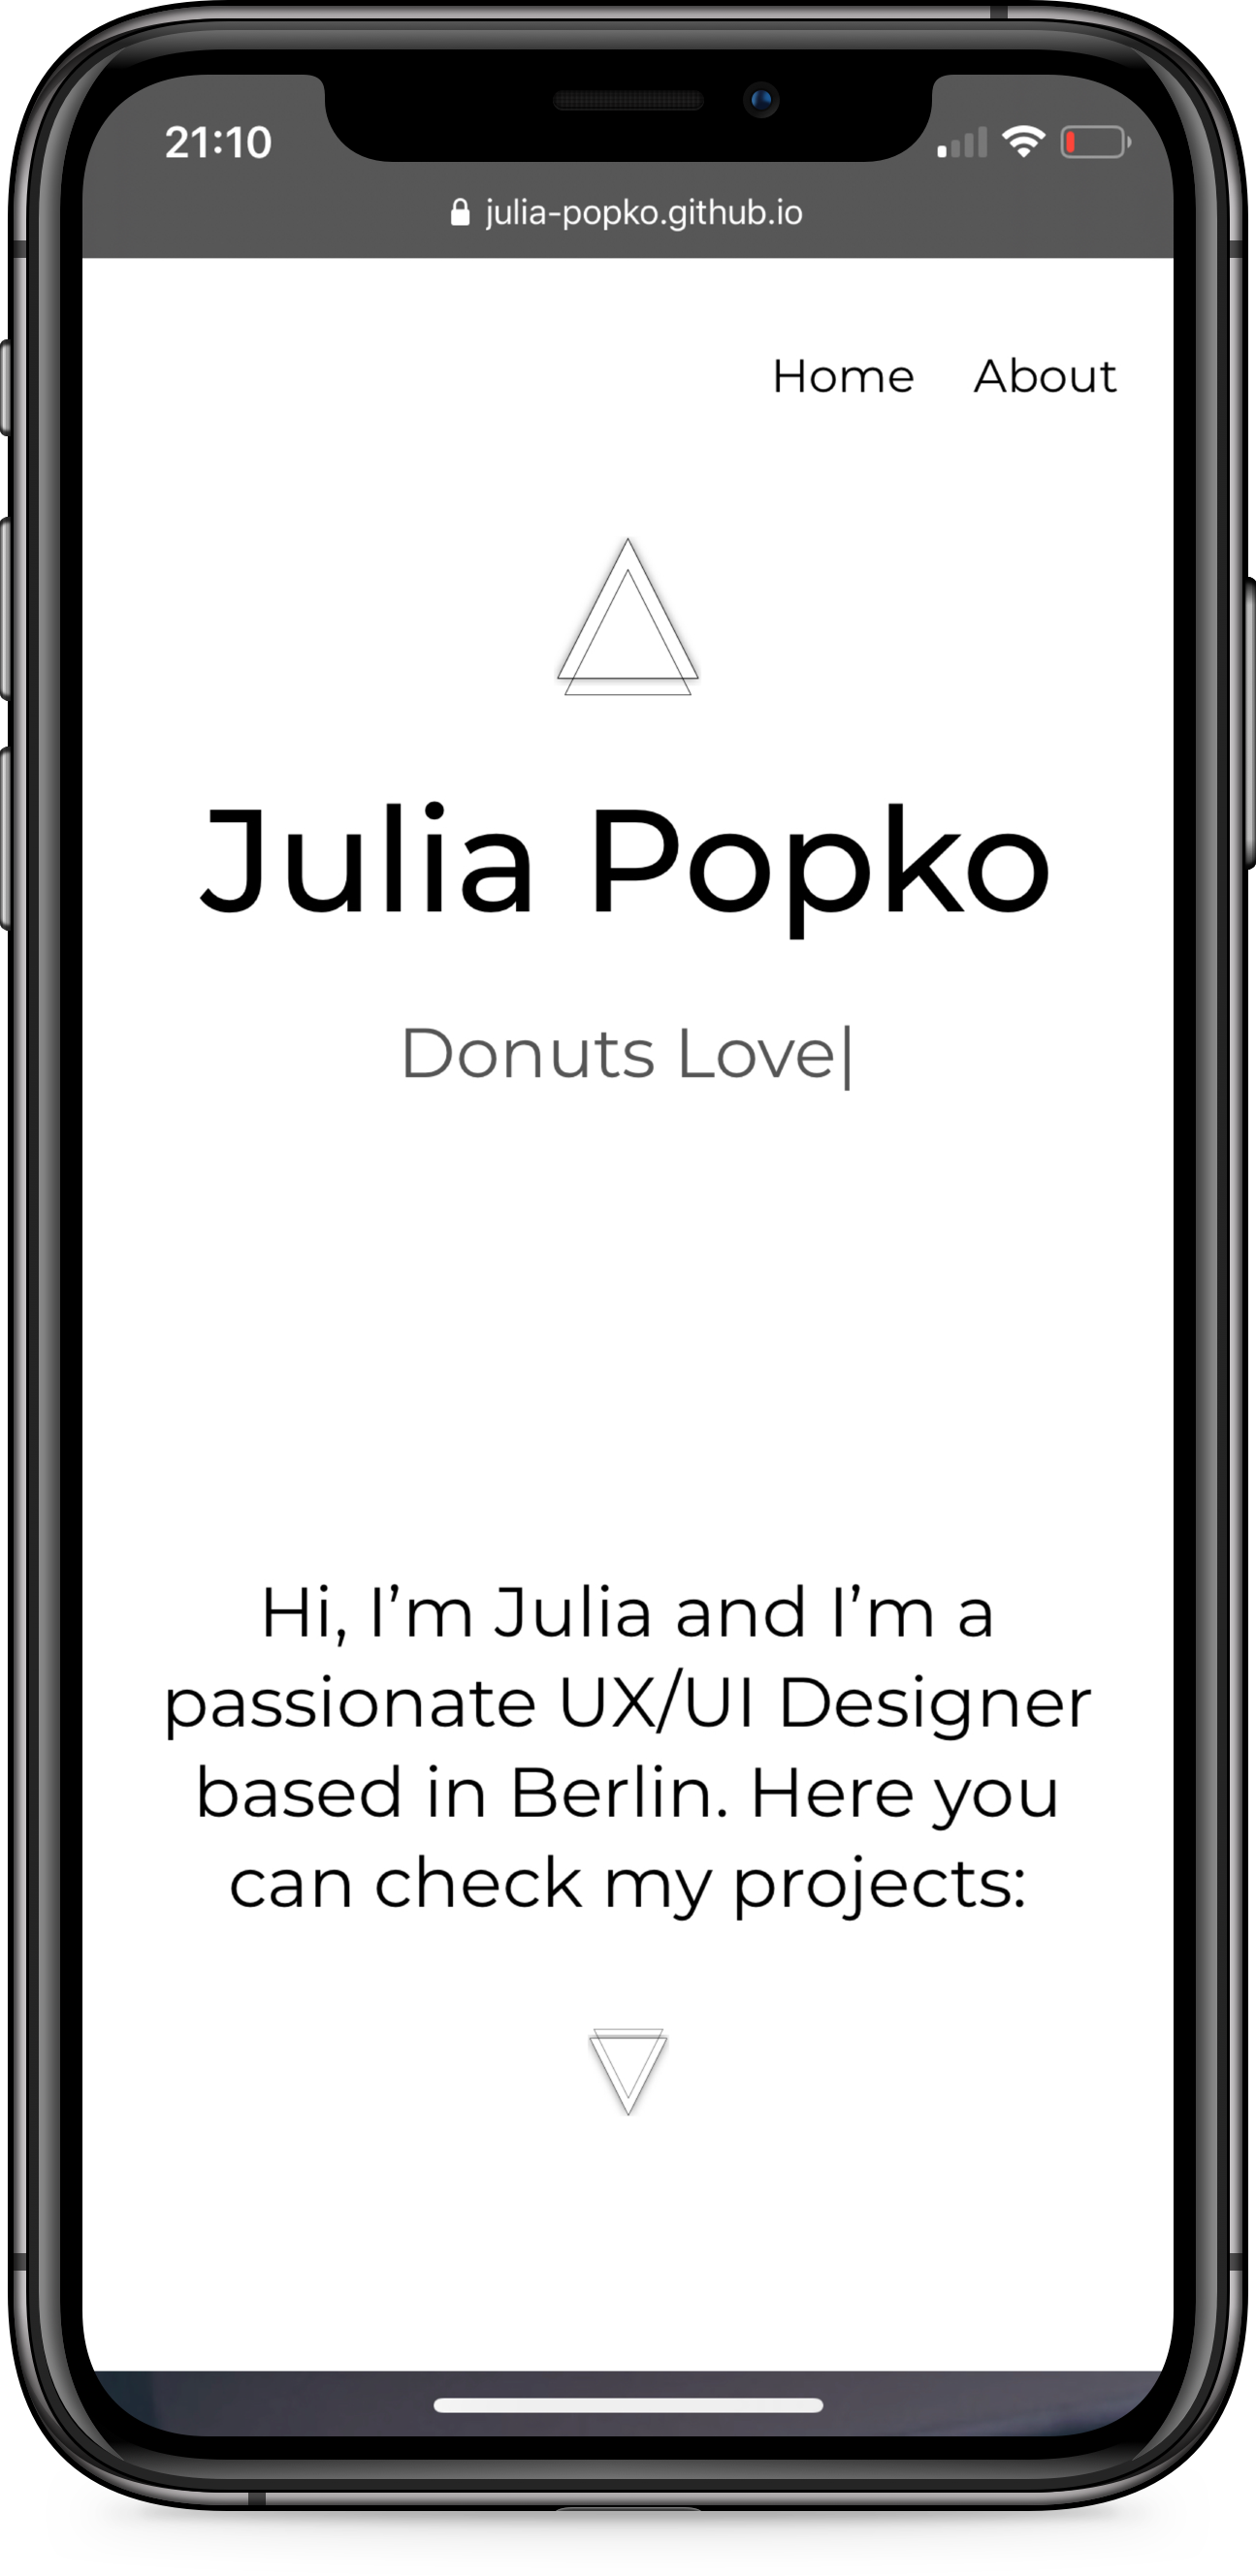 21:10
julia-popko.github.io
Home About
Julia Popko
Donuts Love|
Hi, I’m Julia and I’m a
passionate UX/UI Designer
based in Berlin. Here you
can check my projects: